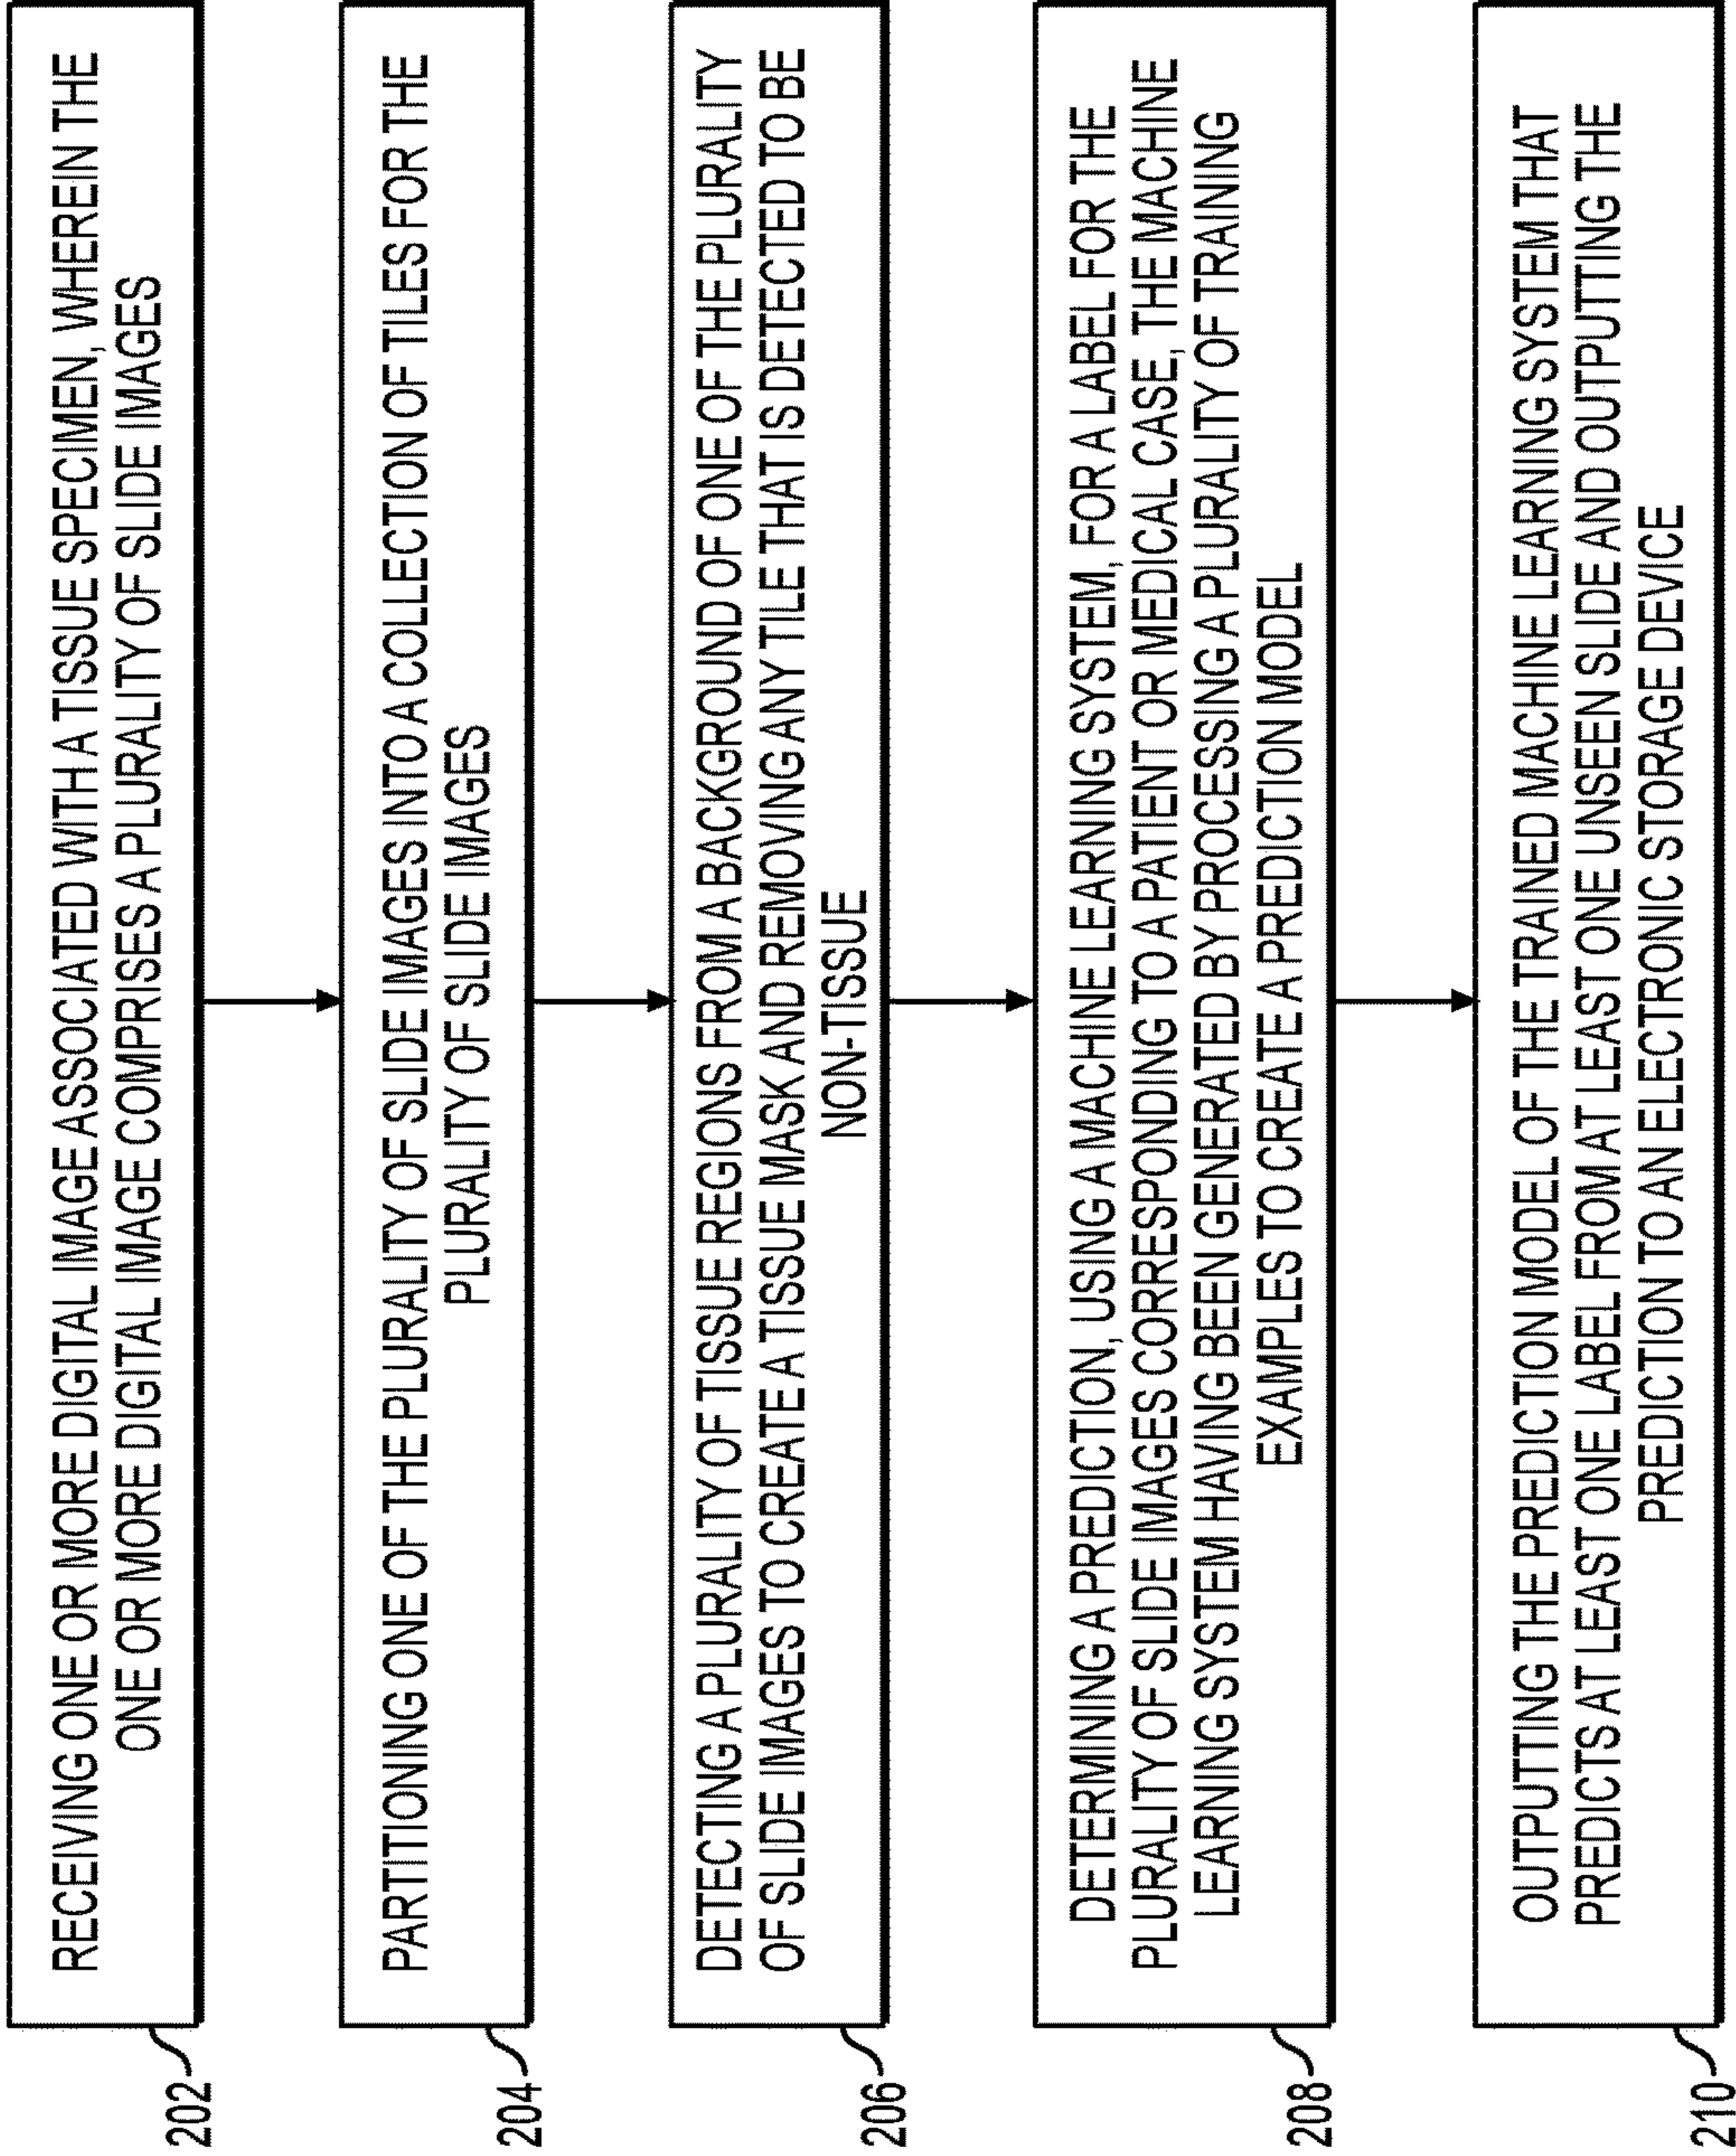 202
RECEIVING ONE OR MORE DIGITAL IMAGE ASSOCIATED WITH A TISSUE SPECIMEN, WHEREIN THE
ONE OR MORE DIGITAL IMAGE COMPRISES A PLURALITY OF SLIDE IMAGES
204
PARTITIONING ONE OF THE PLURALITY OF SLIDE IMAGES INTO A COLLECTION OF TILES FOR THE
PLURALITY OF SLIDE IMAGES
206
DETECTING A PLURALITY OF TISSUE REGIONS FROM A BACKGROUND OF ONE OF THE PLURALITY
OF SLIDE IMAGES TO CREATE A TISSUE MASK AND REMOVING ANY TILE THAT IS DETECTED TO BE
NON-TISSUE
208
DETERMINING A PREDICTION, USING A MACHINE LEARNING SYSTEM, FOR A LABEL FOR THE
PLURALITY OF SLIDE IMAGES CORRESPONDING TO A PATIENT OR MEDICAL CASE, THE MACHINE
LEARNING SYSTEM HAVING BEEN GENERATED BY PROCESSING A PLURALITY OF TRAINING
EXAMPLES TO CREATE A PREDICTION MODEL
210
OUTPUTTING THE PREDICTION MODEL OF THE TRAINED MACHINE LEARNING SYSTEM THAT
PREDICTS AT LEAST ONE LABEL FROM AT LEAST ONE UNSEEN SLIDE AND OUTPUTTING THE
PREDICTION TO AN ELECTRONIC STORAGE DEVICE